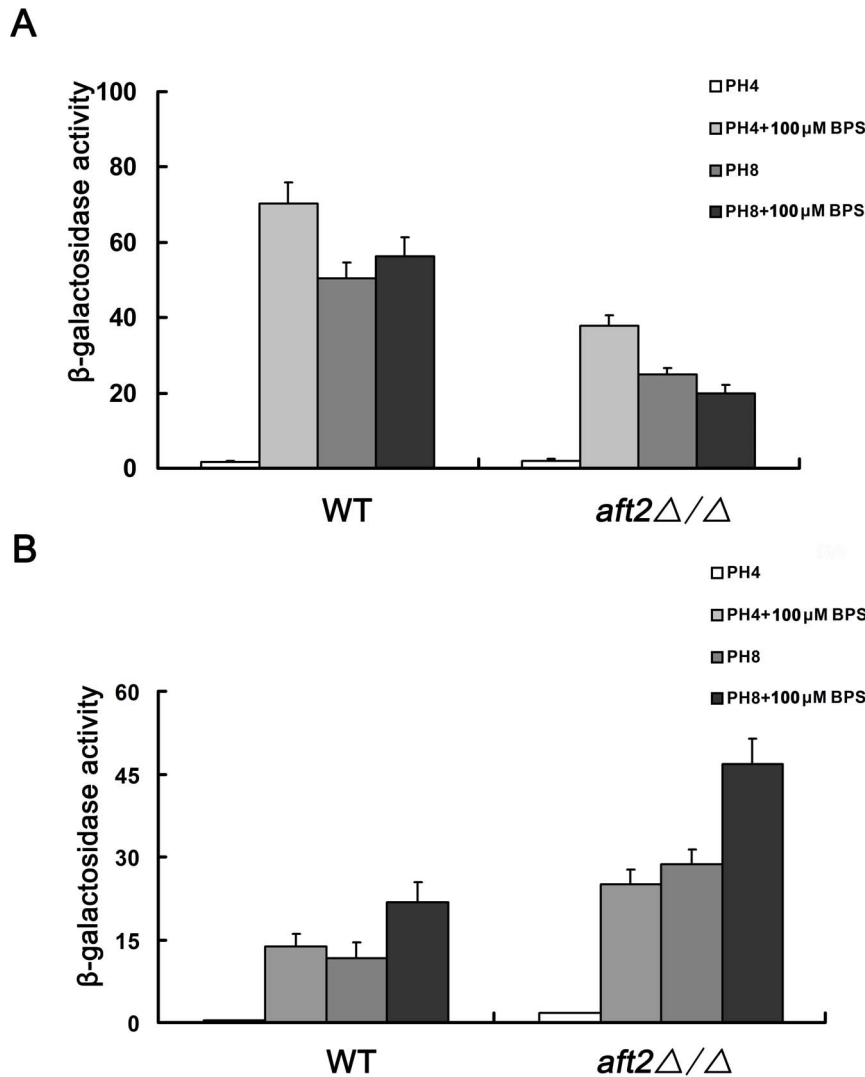 A
β-galactosidase activity
100
80
60
40
20
0
PH4
PH4+100μM BPS
PH8
PH8+100μM BPS
WT
aft2△/△
B
β-galactosidase activity
60
45
30
15
0
PH4
PH4+100μM BPS
PH8
PH8+100μM BPS
WT
aft2△/△